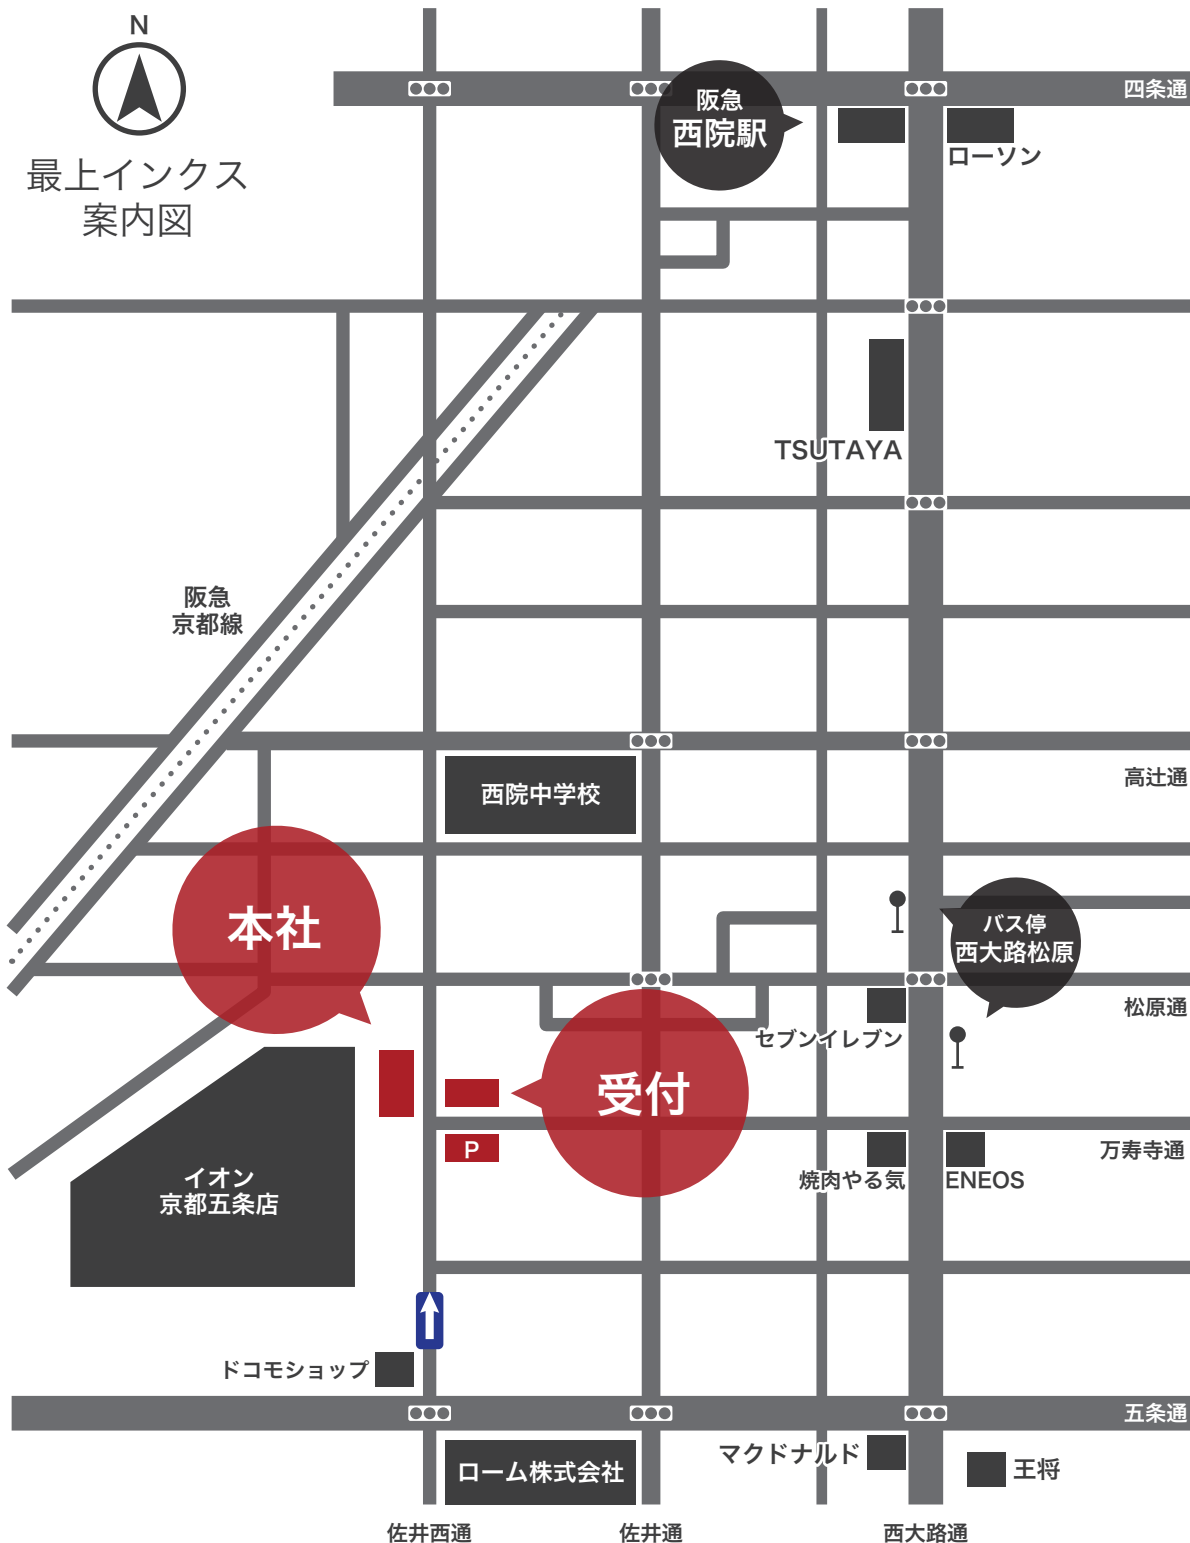 N
最上インクス
案内図
四条通
阪急
西院駅
ローソン
TSUTAYA
阪急
京都線
西院中学校
高辻通
本社
バス停
西大路松原
松原通
セブンイレブン
受付
P
万寿寺通
焼肉やる気
ENEOS
イオン
京都五条店
ドコモショップ
五条通
マクドナルド
王将
ローム株式会社
佐井西通
佐井通
西大路通